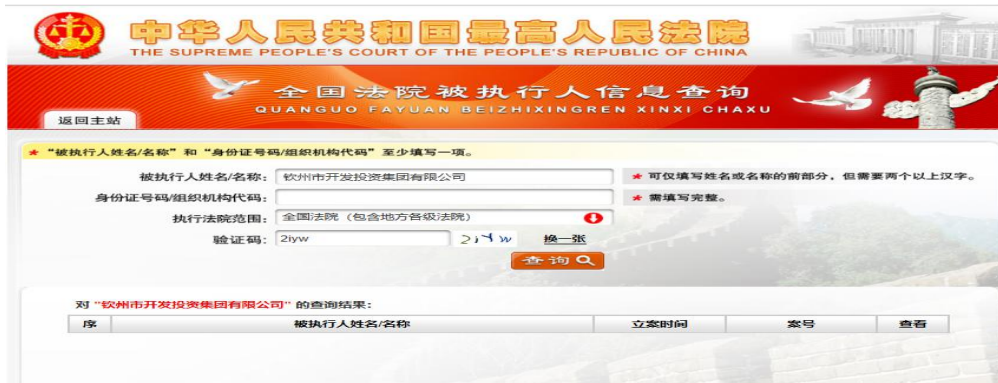 中华人民共和国最高人民法院
THE SUPREME PEOPLE'S COURT OF THE PEOPLE'S REPUBLIC OF CHINA
全国法院被执行人信息查询
QUANGUO FAYUAN BEIZHIXINGREN XINXI CHAXU
返回主站
* “被执行人姓名/名称” 和 “身份证号码/组织机构代码” 至少填写一项。
被执行人姓名/名称: 钦州市开发投资集团有限公司 * 可仅填写姓名或名称的前部分，但需要两个以上汉字。
身份证号码/组织机构代码: * 需填写完整。
执行法院范围: 全国法院（包含地方各级法院）
验证码: 2iyw 2iyw 换一张
查询
对 "钦州市开发投资集团有限公司" 的查询结果:
序 被执行人姓名/名称 立案时间 案号 查看